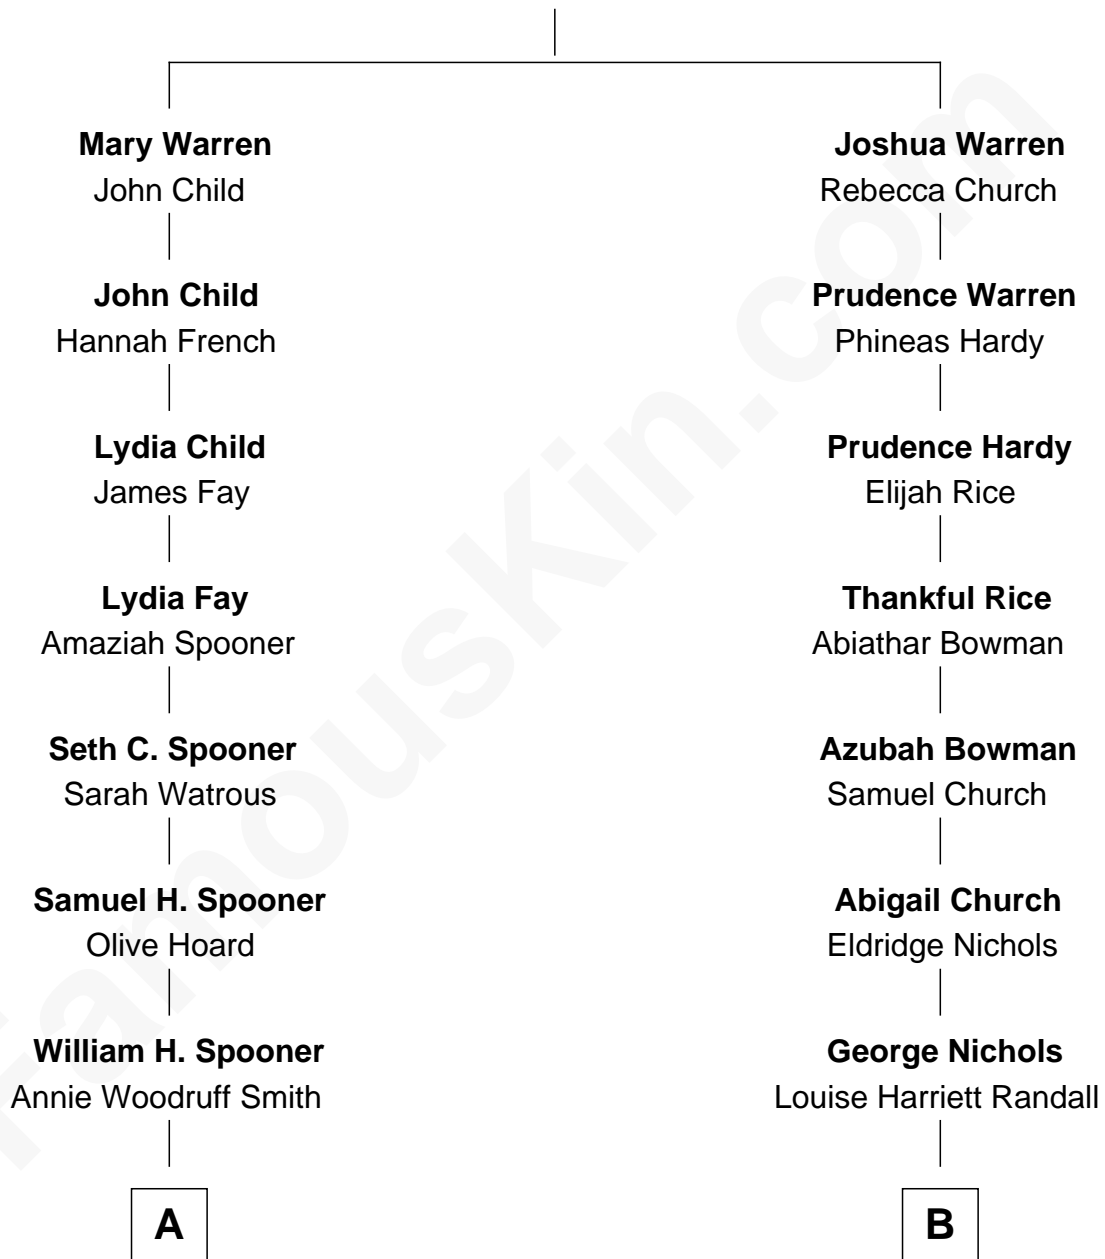 Mary Warren
John Child
John Child
Hannah French
Lydia Child
James Fay
Lydia Fay
Amaziah Spooner
Seth C. Spooner
Sarah Watrous
Samuel H. Spooner
Olive Hoard
William H. Spooner
Annie Woodruff Smith
A
Joshua Warren
Rebecca Church
Prudence Warren
Phineas Hardy
Prudence Hardy
Elijah Rice
Thankful Rice
Abiathar Bowman
Azubah Bowman
Samuel Church
Abigail Church
Eldridge Nichols
George Nichols
Louise Harriett Randall
B
FamousKin.com